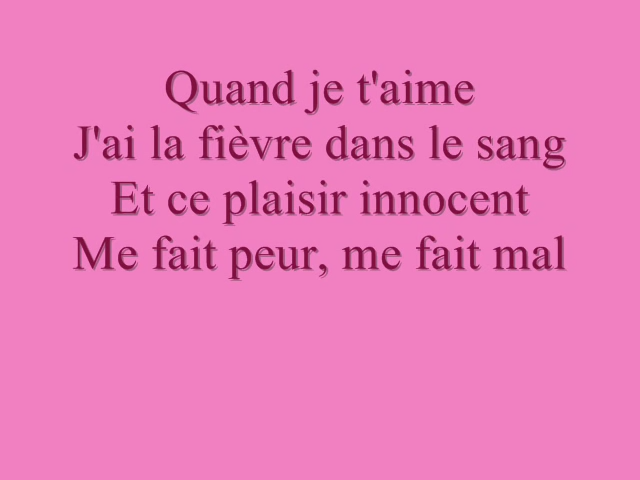 Quand je t'aime
J'ai la fièvre dans le sang
Et ce plaisir innocent
Me fait peur, me fait mal